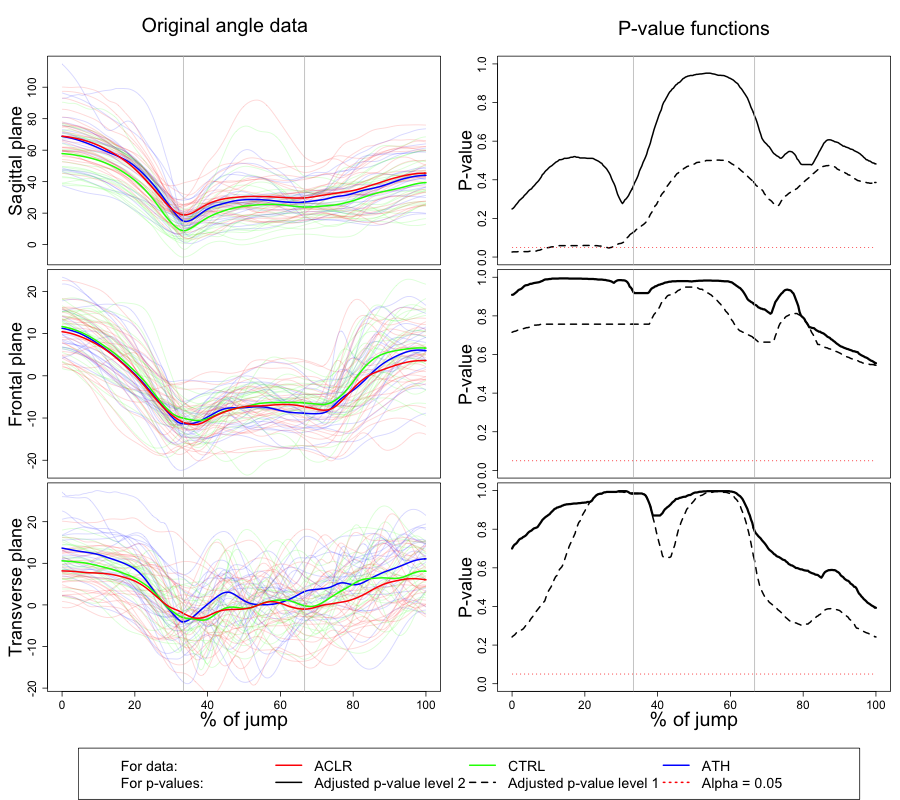 Original angle data
P-value functions
Sagittal plane
0 20 40 60 80 100
P-value
0.0 0.2 0.4 0.6 0.8 1.0
Frontal plane
-20 -10 0 10 20
P-value
0.0 0.2 0.4 0.6 0.8 1.0
Transverse plane
-20 -10 0 10 20
P-value
0.0 0.2 0.4 0.6 0.8 1.0
0 20 40 60 80 100
0 20 40 60 80 100
% of jump
% of jump
For data: ACLR CTRL ATH
For p-values: Adjusted p-value level 2 Adjusted p-value level 1 Alpha = 0.05